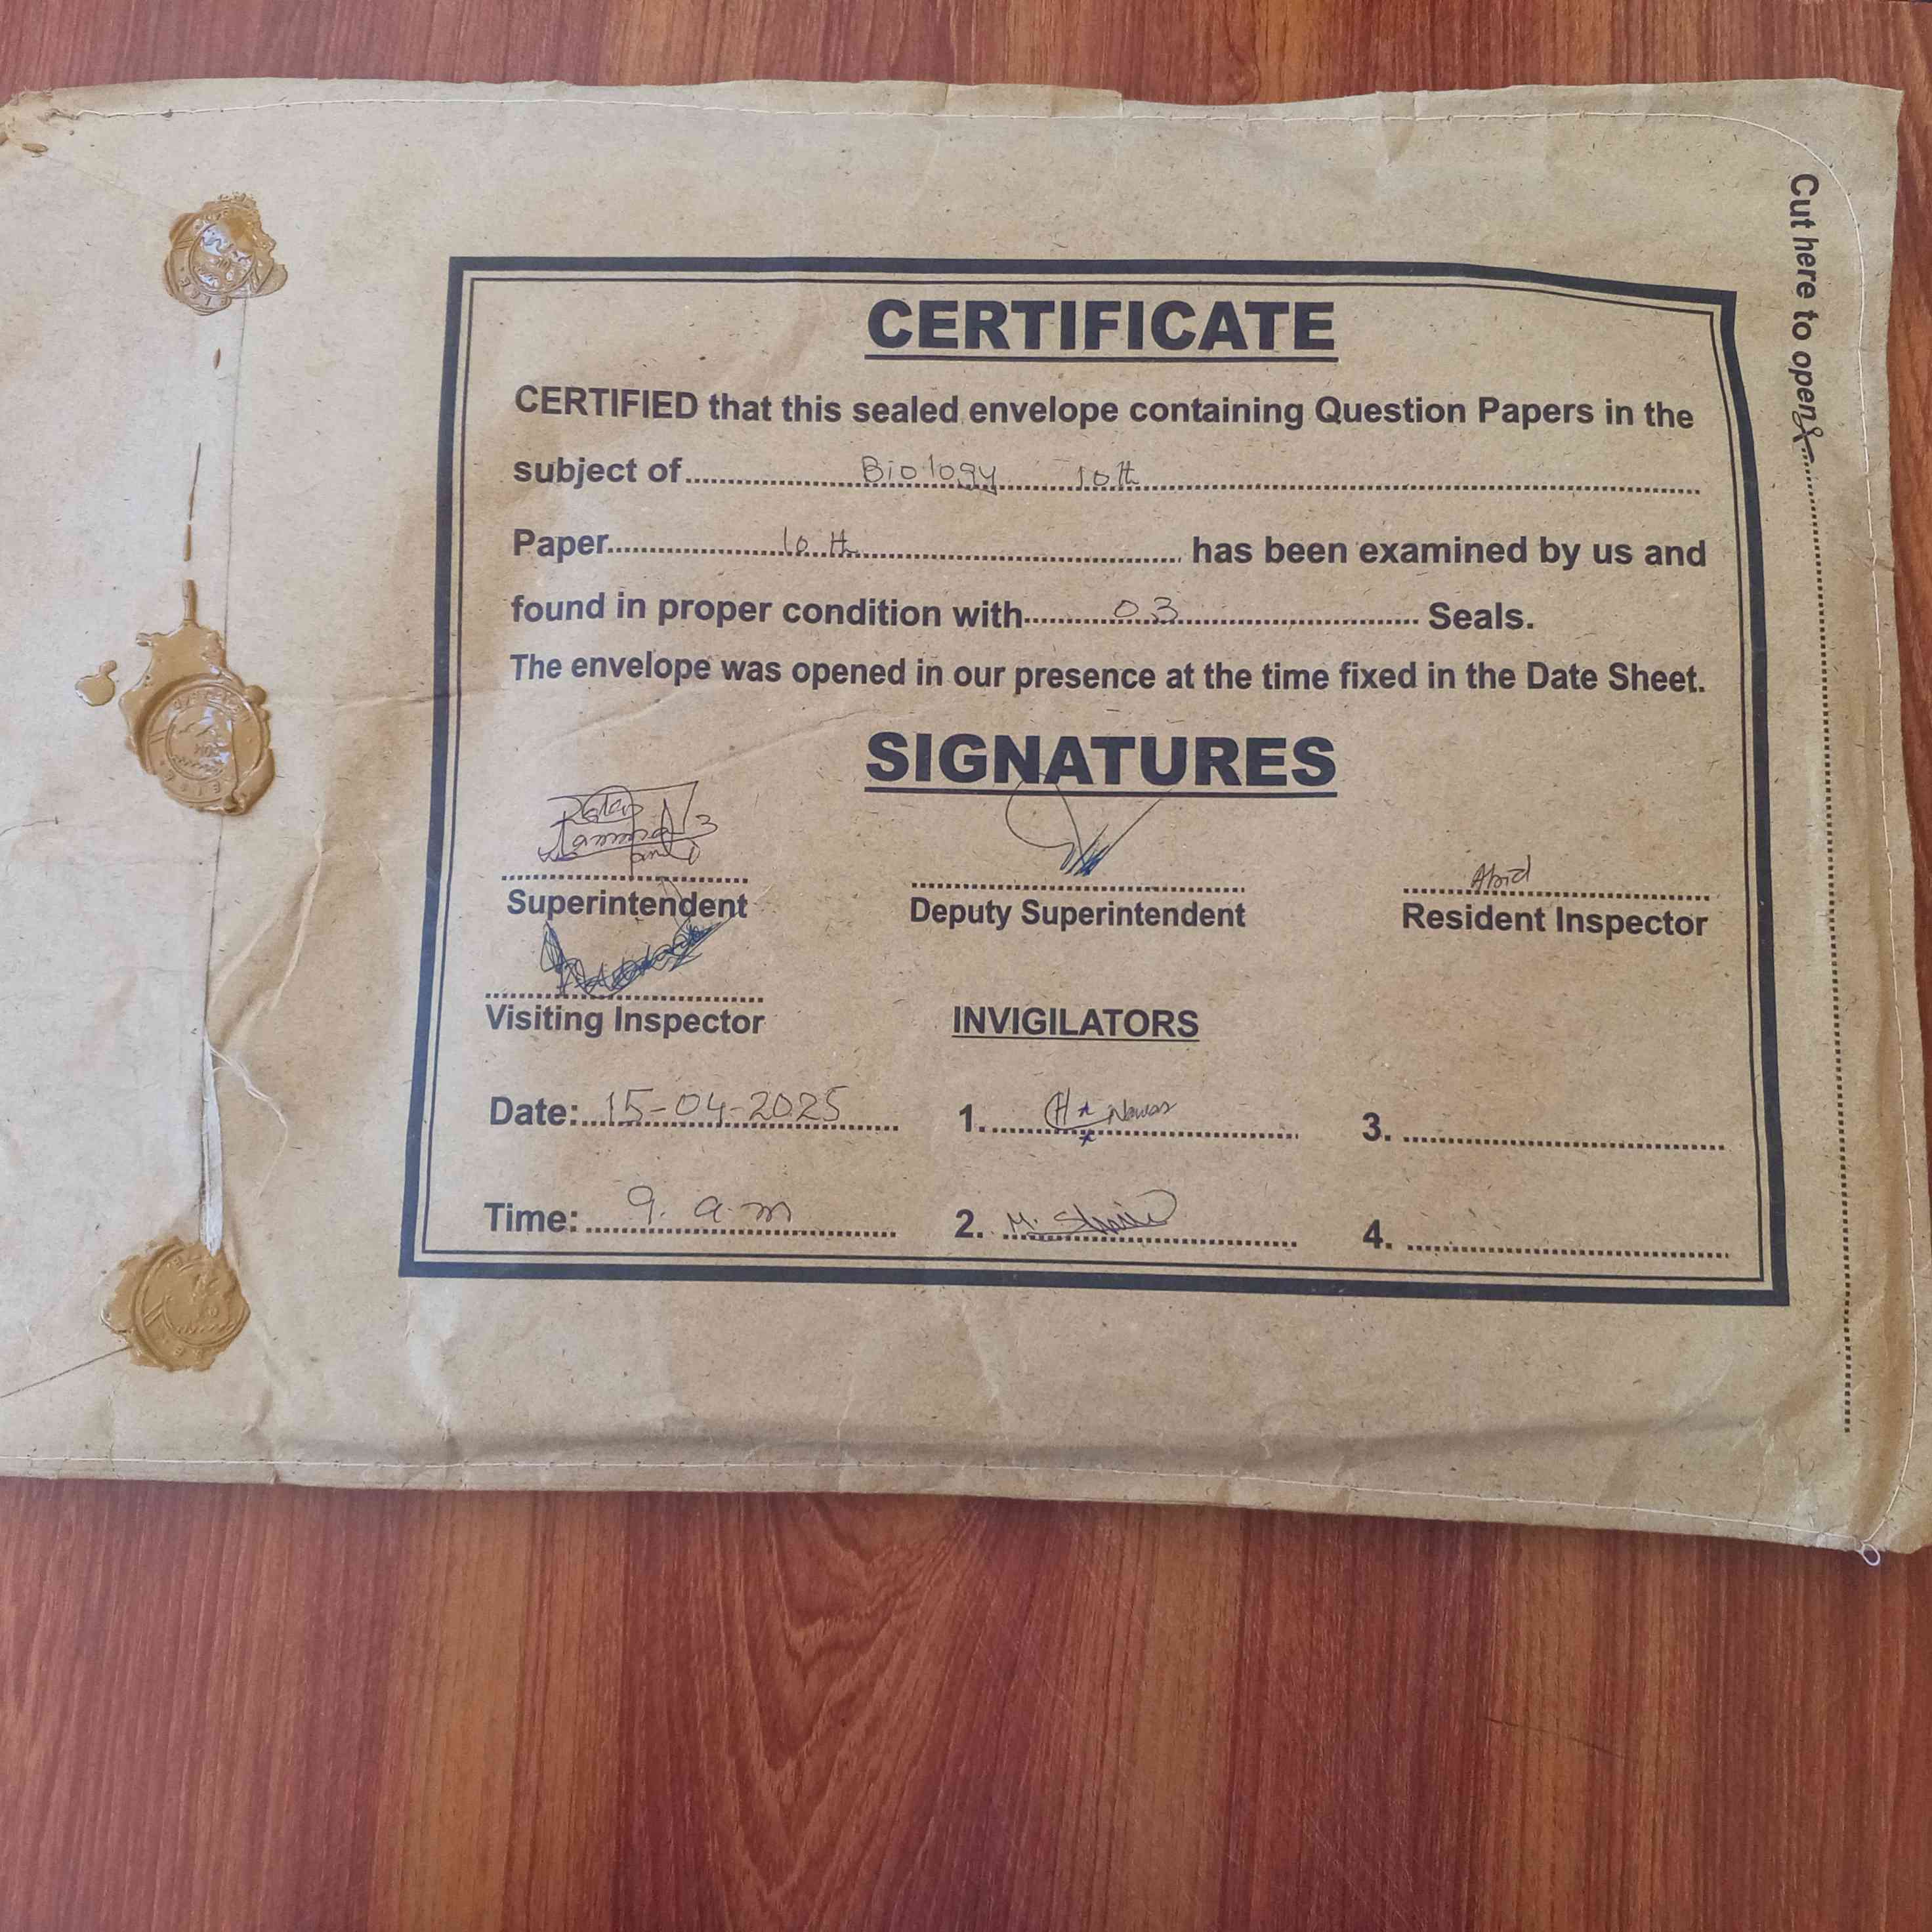 CERTIFICATE
CERTIFIED that this sealed envelope containing Question Papers in the
subject of Biology 10th
Paper 10th has been examined by us and
found in proper condition with 03 Seals.
The envelope was opened in our presence at the time fixed in the Date Sheet.
SIGNATURES
Abid
Superintendent Deputy Superintendent Resident Inspector
Visiting Inspector INVIGILATORS
Date: 15-04-2025 1. H Nawaz 3.
Time: 9. a.m 2. M. 4.
Cut here to open